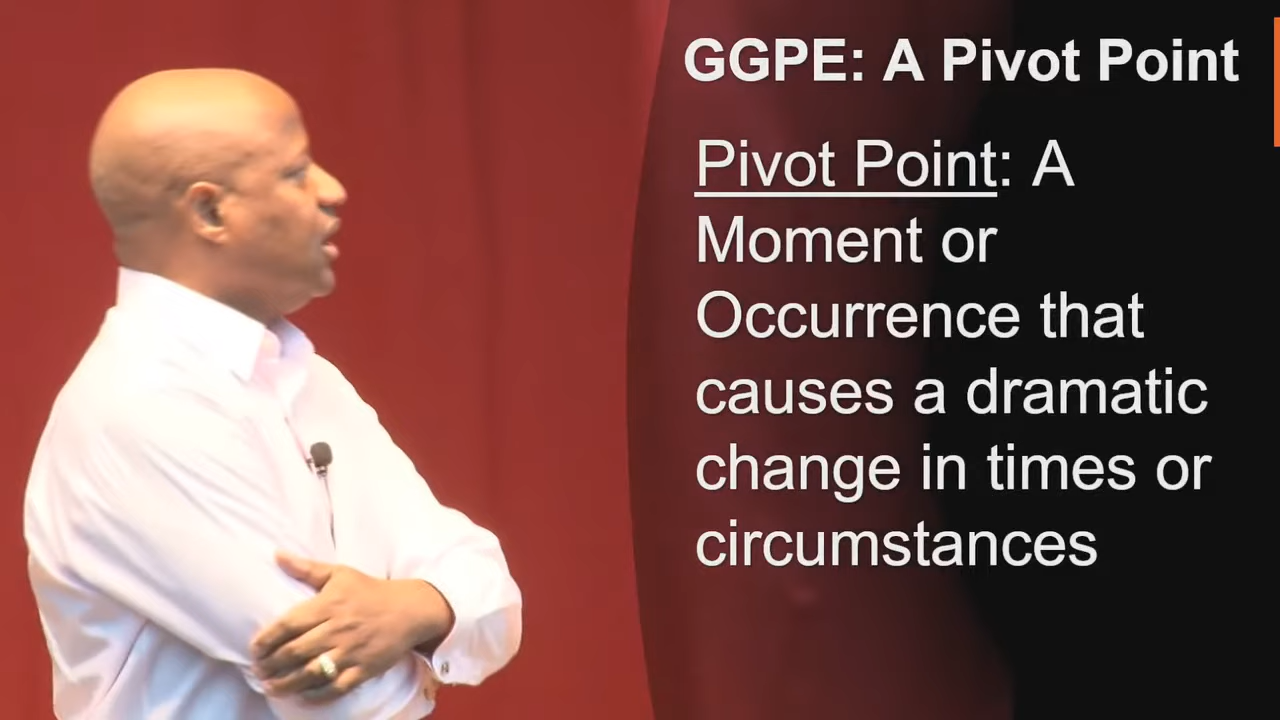 GGPE: A Pivot Point
Pivot Point: A
Moment or
Occurrence that
causes a dramatic
change in times or
circumstances